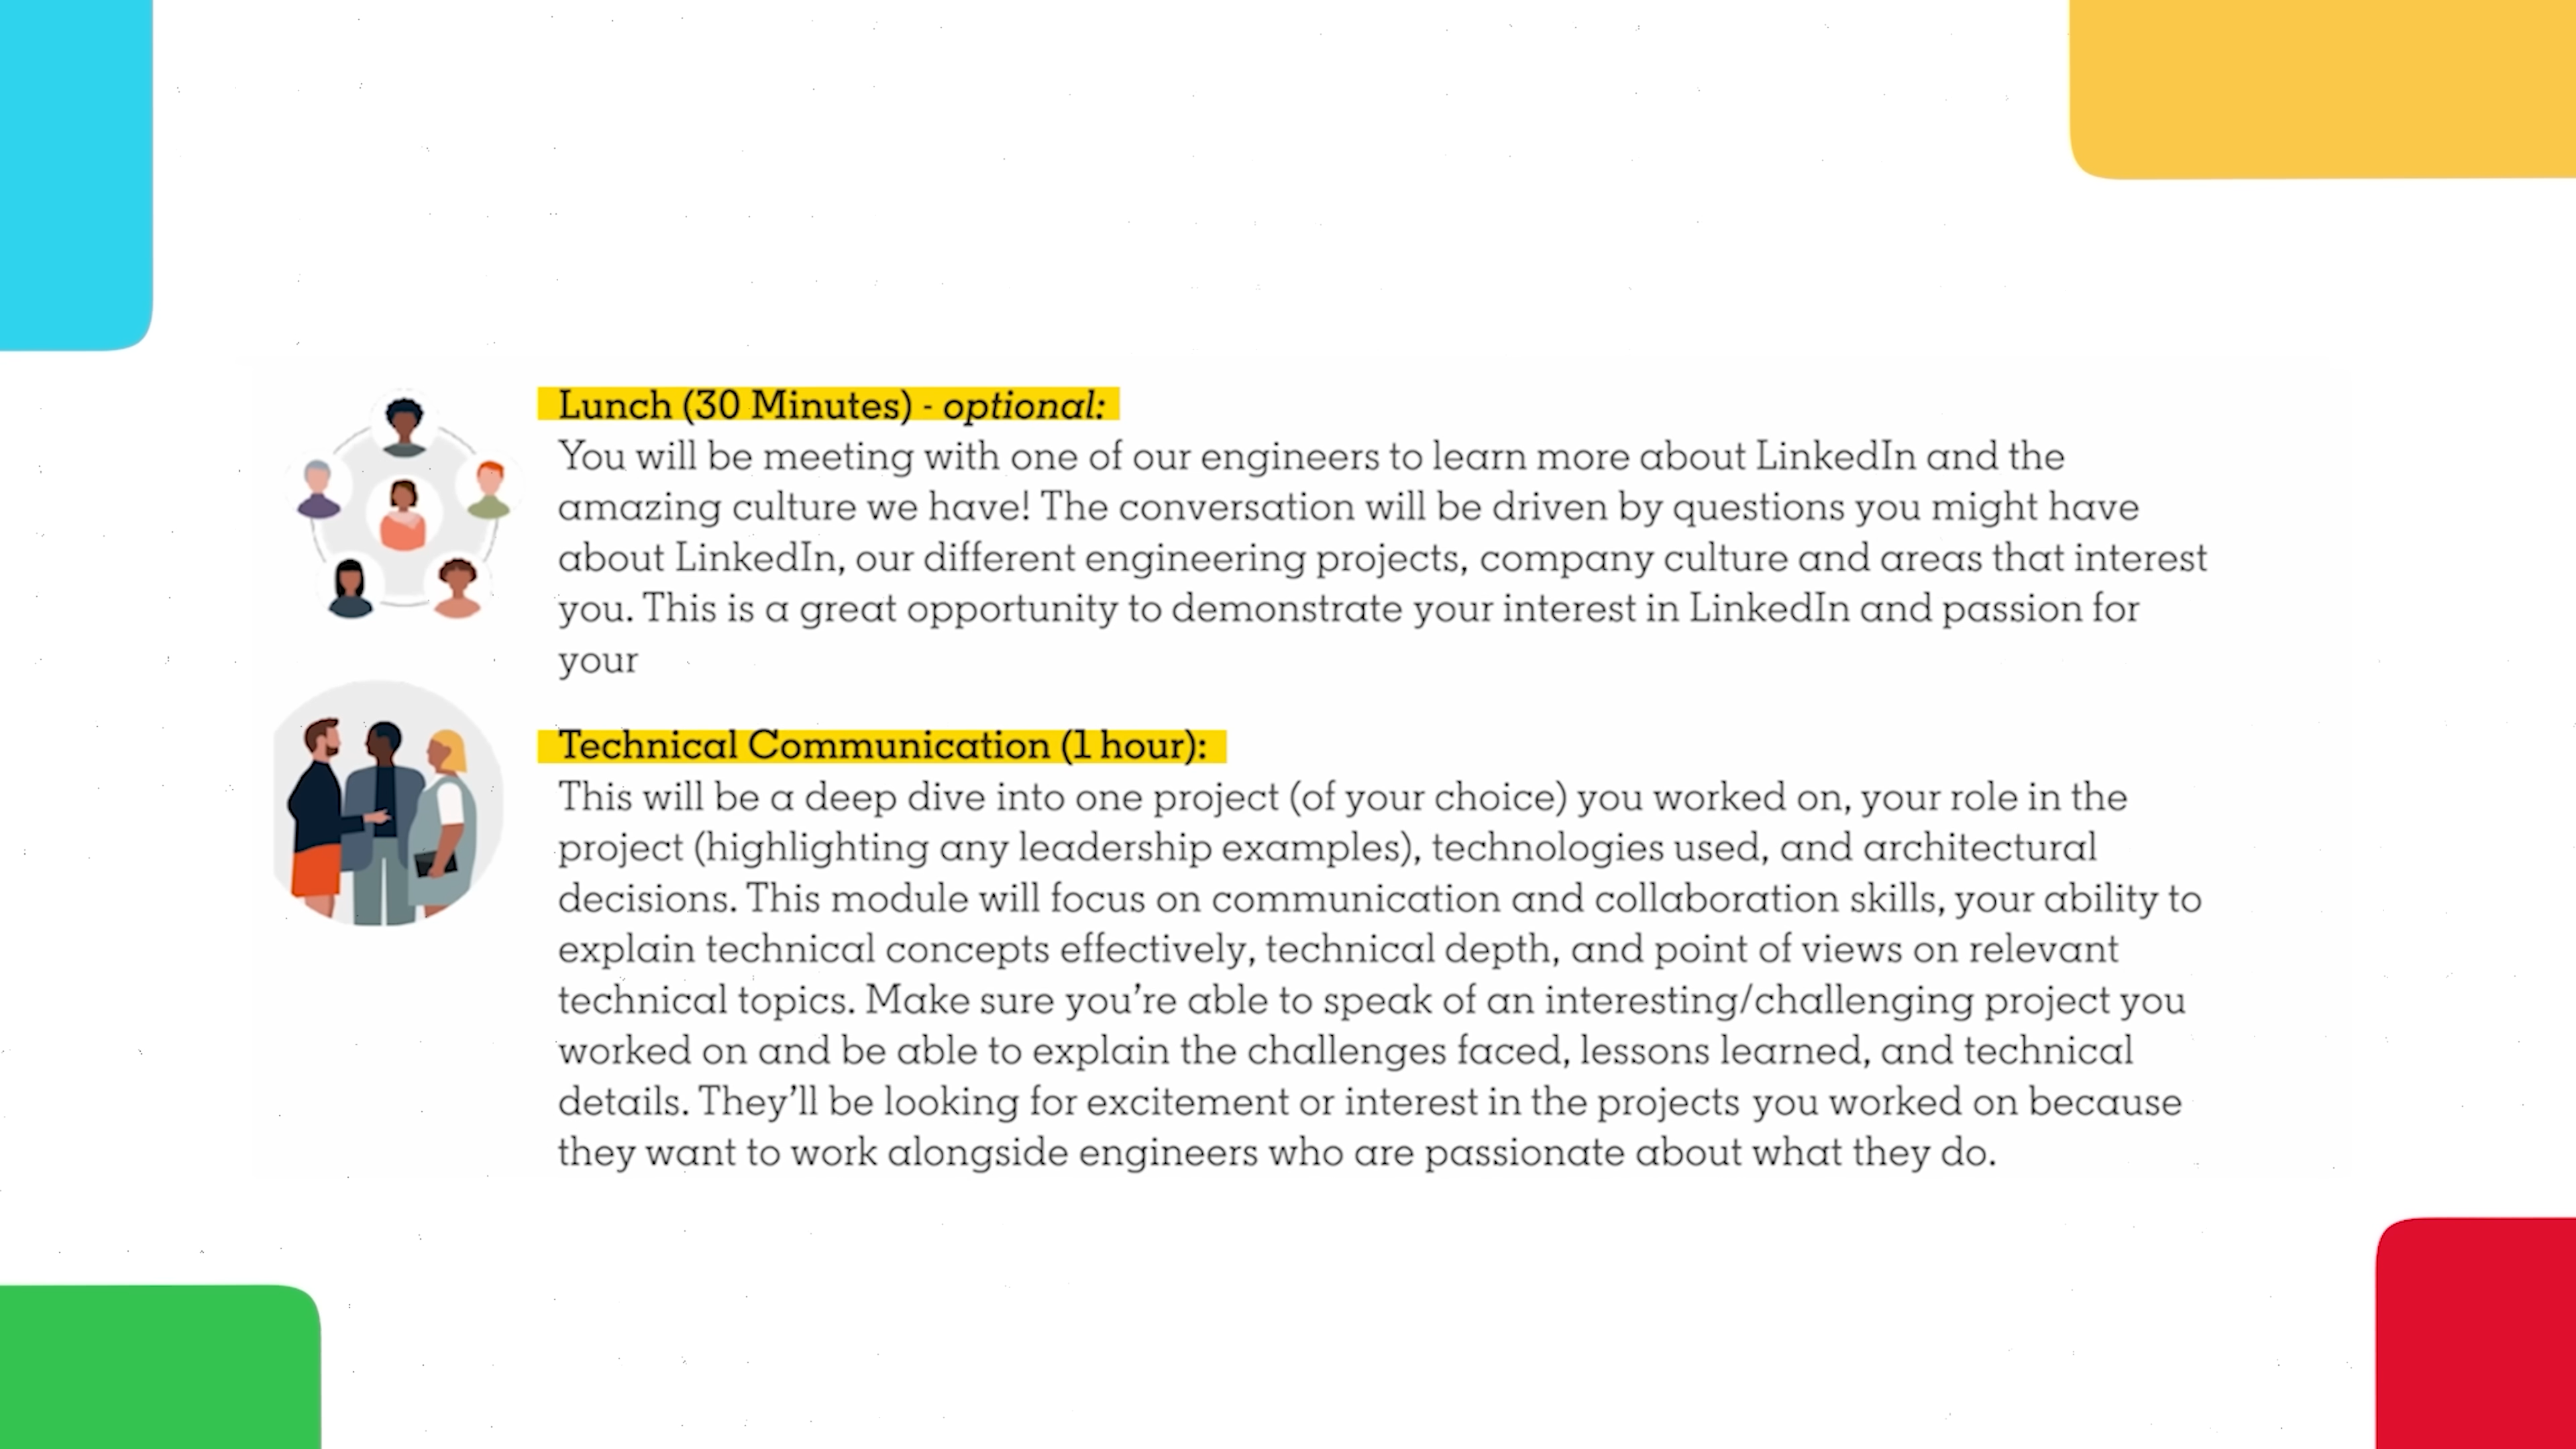 Lunch (30 Minutes) - optional:
You will be meeting with one of our engineers to learn more about LinkedIn and the
amazing culture we have! The conversation will be driven by questions you might have
about LinkedIn, our different engineering projects, company culture and areas that interest
you. This is a great opportunity to demonstrate your interest in LinkedIn and passion for
your
Technical Communication (1 hour):
This will be a deep dive into one project (of your choice) you worked on, your role in the
project (highlighting any leadership examples), technologies used, and architectural
decisions. This module will focus on communication and collaboration skills, your ability to
explain technical concepts effectively, technical depth, and point of views on relevant
technical topics. Make sure you’re able to speak of an interesting/challenging project you
worked on and be able to explain the challenges faced, lessons learned, and technical
details. They’ll be looking for excitement or interest in the projects you worked on because
they want to work alongside engineers who are passionate about what they do.